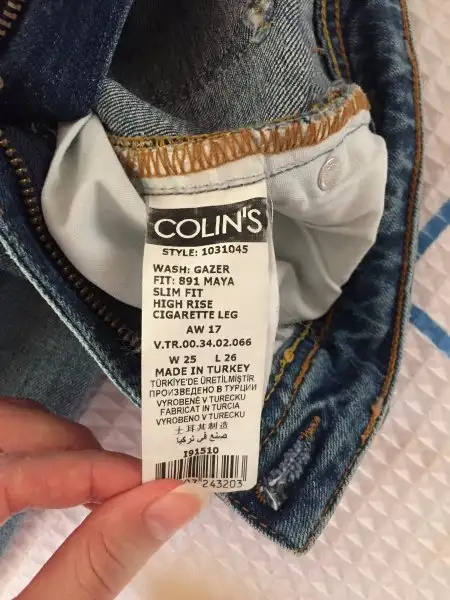 COLIN'S
STYLE: 1031045
WASH: GAZER
FIT: 891 MAYA
SLIM FIT
HIGH RISE
CIGARETTE LEG
AW 17
V.TR.00.34.02.066
W 25 L 26
MADE IN TURKEY
TÜRKİYE'DE ÜRETİLMİŞTİR
ПРОИЗВЕДЕНО В ТУРЦИИ
VYROBENÉ V TURECKU
FABRICAT IN TURCIA
VYROBENO V TURECKU
土耳其制造
صنع في تركيا
I91510
243203